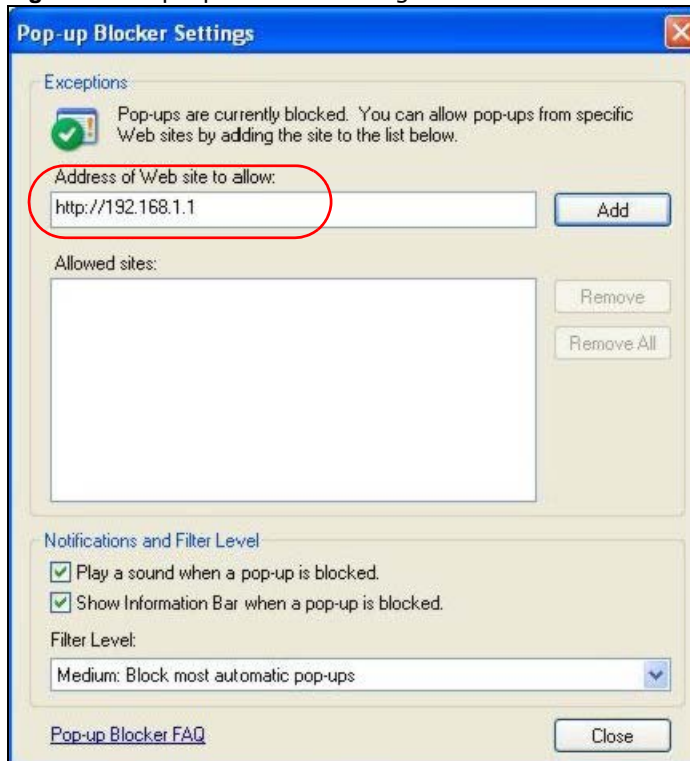 Pop-up Blocker Settings
Exceptions
Pop-ups are currently blocked. You can allow pop-ups from specific
Web sites by adding the site to the list below.
Address of Web site to allow:
http://192.168.1.1
Add
Allowed sites:
Remove
Remove All
Notifications and Filter Level
Play a sound when a pop-up is blocked.
Show Information Bar when a pop-up is blocked.
Filter Level:
Medium: Block most automatic pop-ups
Pop-up Blocker FAQ
Close